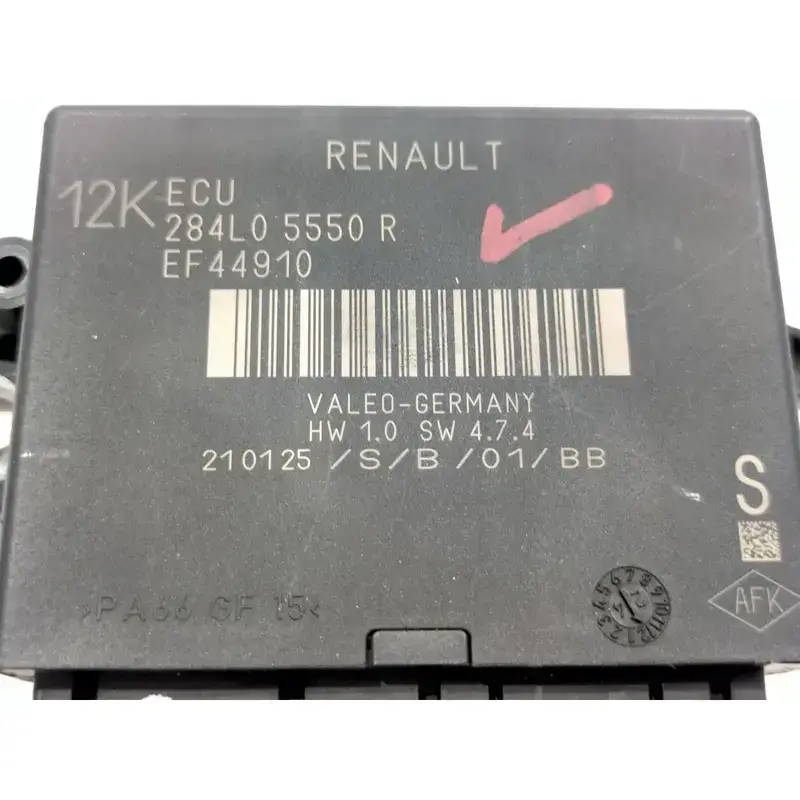 RENAULT
12K ECU
284L0 5550 R
EF44910
VALEO-GERMANY
HW 1.0 SW 4.7.4
210125 /S/B/01/BB
S
>PA66 GF 15<
AFK